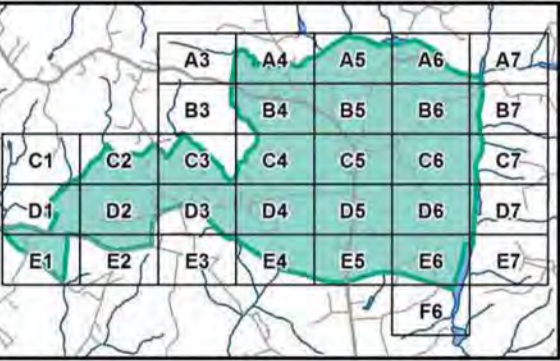 A3 A4 A5 A6 A7
B3 B4 B5 B6 B7
C1 C2 C3 C4 C5 C6 C7
D1 D2 D3 D4 D5 D6 D7
E1 E2 E3 E4 E5 E6 E7
F6